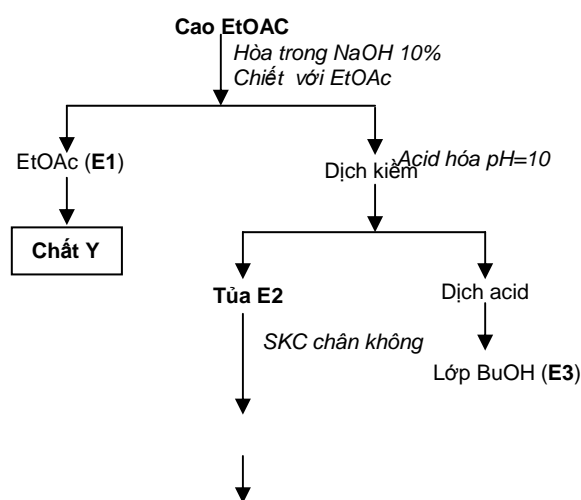 Cao EtOAC
Hòa trong NaOH 10%
Chiết với EtOAc
EtOAc (E1)
Dịch kiềm
Acid hóa pH=10
Chất Y
Tủa E2
Dịch acid
SKC chân không
Lớp BuOH (E3)